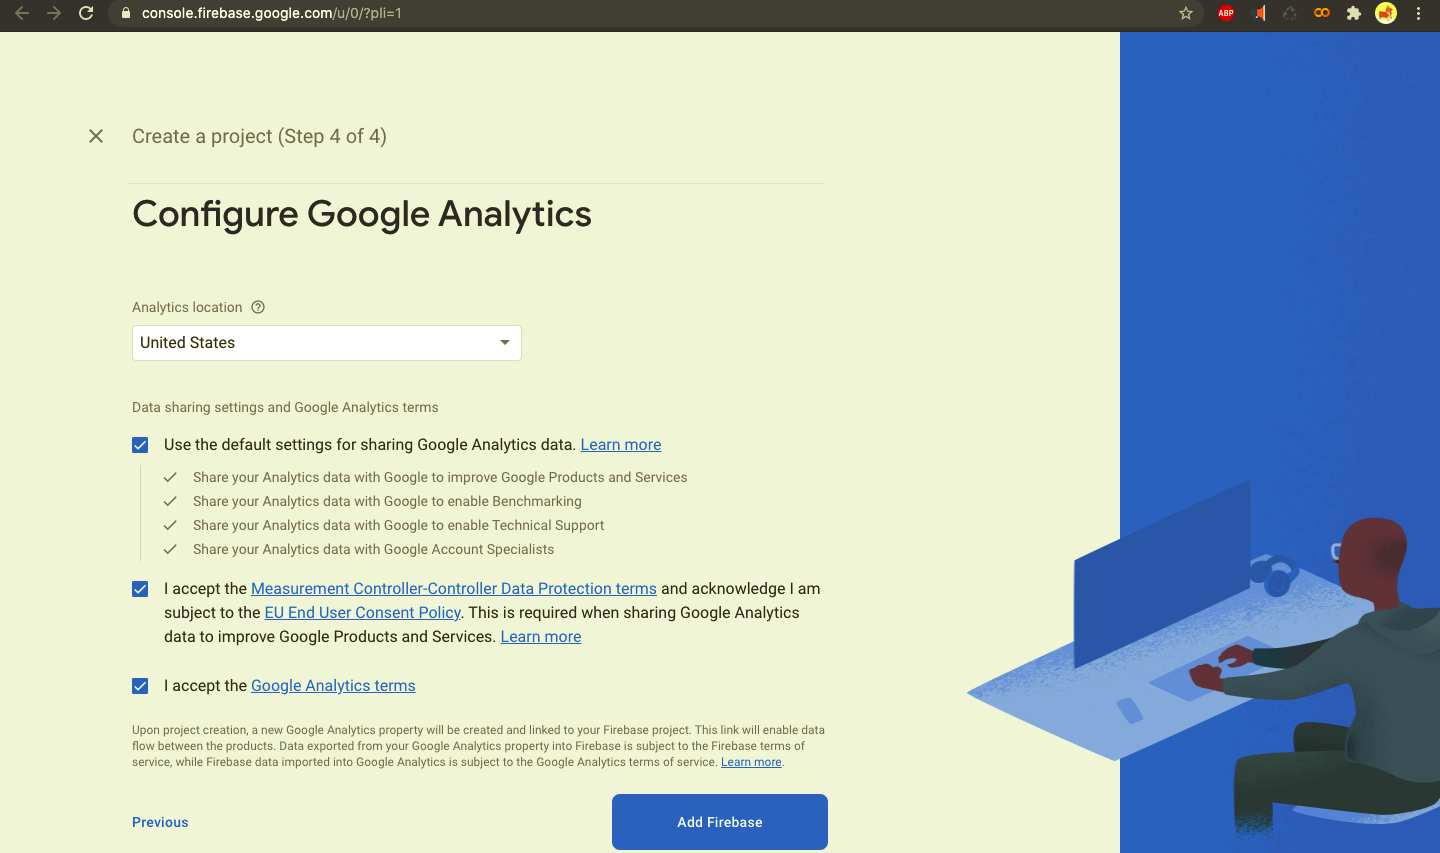 console.firebase.google.com/u/0/?pli=1
ABP
Create a project (Step 4 of 4)
Configure Google Analytics
Analytics location
United States
Data sharing settings and Google Analytics terms
Use the default settings for sharing Google Analytics data. Learn more
Share your Analytics data with Google to improve Google Products and Services
Share your Analytics data with Google to enable Benchmarking
Share your Analytics data with Google to enable Technical Support
Share your Analytics data with Google Account Specialists
I accept the Measurement Controller-Controller Data Protection terms and acknowledge I am
subject to the EU End User Consent Policy. This is required when sharing Google Analytics
data to improve Google Products and Services. Learn more
I accept the Google Analytics terms
Upon project creation, a new Google Analytics property will be created and linked to your Firebase project. This link will enable data
flow between the products. Data exported from your Google Analytics property into Firebase is subject to the Firebase terms of
service, while Firebase data imported into Google Analytics is subject to the Google Analytics terms of service. Learn more.
Previous
Add Firebase